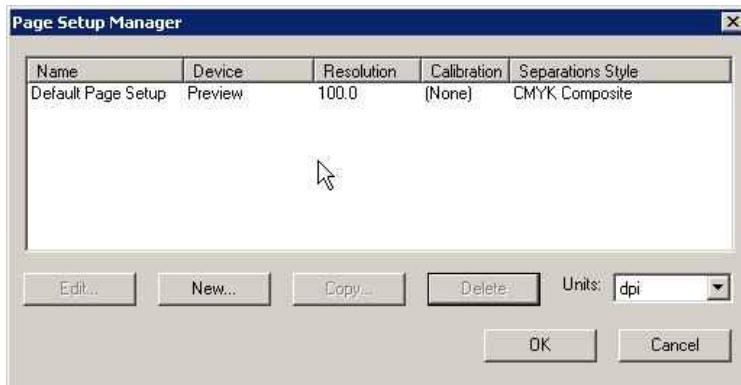 Page Setup Manager
Name Device Resolution Calibration Separations Style
Default Page Setup Preview 100.0 (None) CMYK Composite
Edit... New... Copy... Delete Units: dpi
OK Cancel